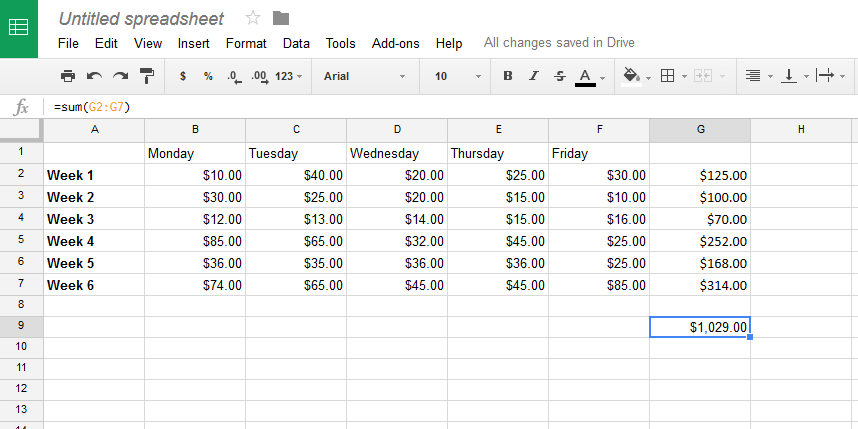 Untitled spreadsheet
File Edit View Insert Format Data Tools Add-ons Help All changes saved in Drive
$ % .0 .00 123 Arial 10 B I S A
fx =sum(G2:G7)
A B C D E F G H
1 Monday Tuesday Wednesday Thursday Friday
2 Week 1 $10.00 $40.00 $20.00 $25.00 $30.00 $125.00
3 Week 2 $30.00 $25.00 $20.00 $15.00 $10.00 $100.00
4 Week 3 $12.00 $13.00 $14.00 $15.00 $16.00 $70.00
5 Week 4 $85.00 $65.00 $32.00 $45.00 $25.00 $252.00
6 Week 5 $36.00 $35.00 $36.00 $36.00 $25.00 $168.00
7 Week 6 $74.00 $65.00 $45.00 $45.00 $85.00 $314.00
8
9 $1,029.00
10
11
12
13